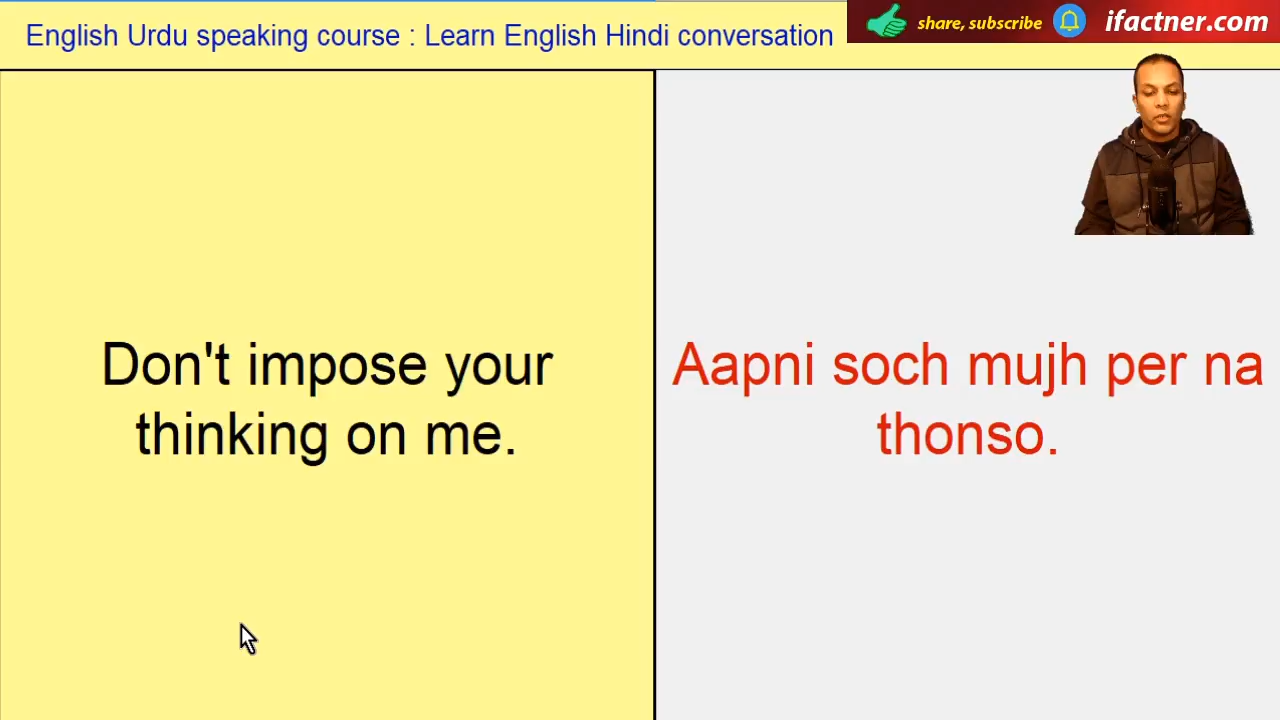 English Urdu speaking course : Learn English Hindi conversation
share, subscribe
ifactner.com
Don't impose your
thinking on me.
Aapni soch mujh per na
thonso.